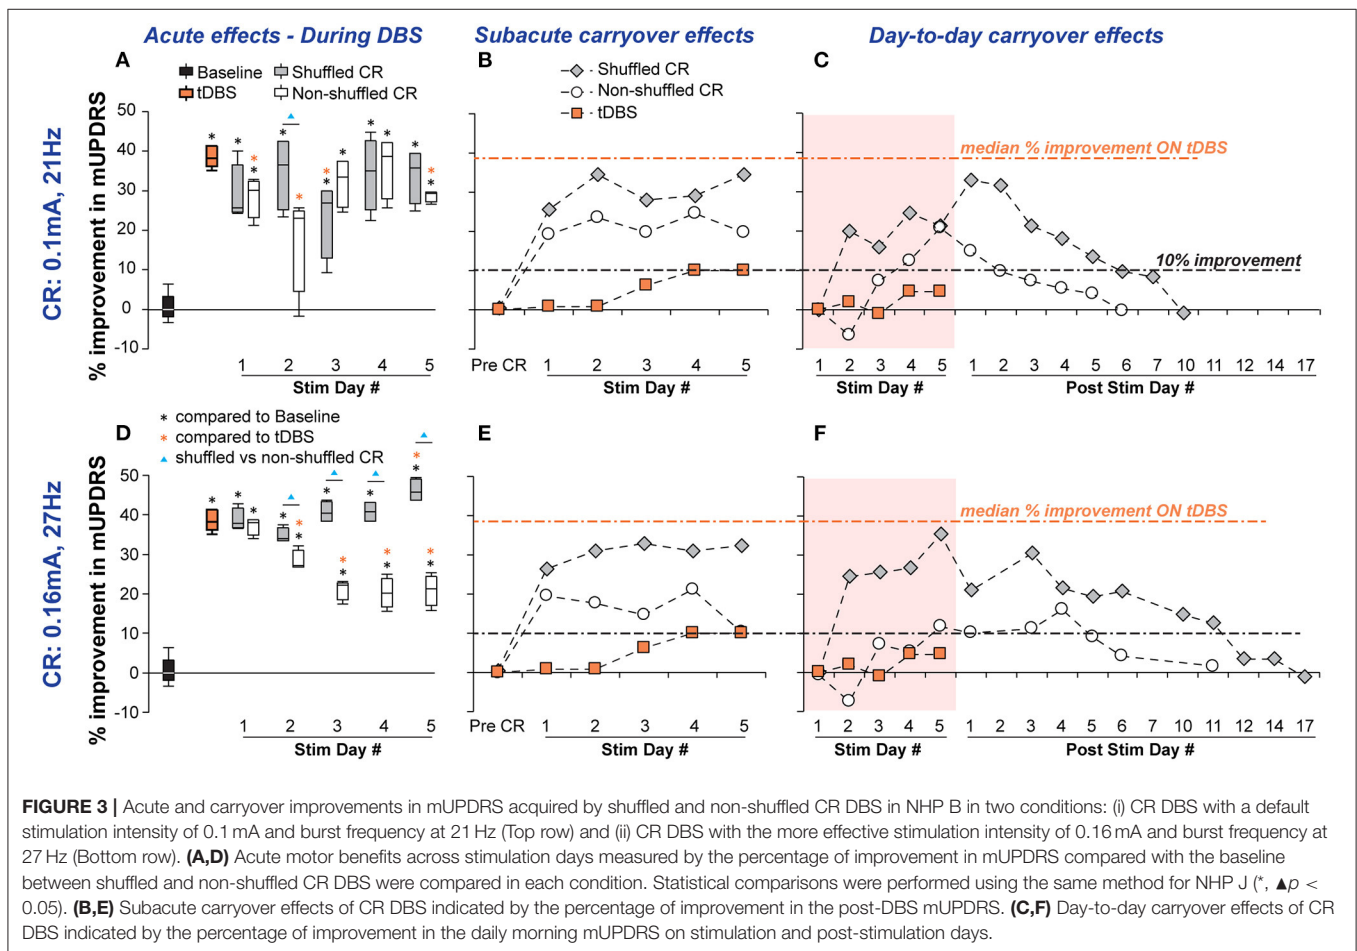 Acute effects - During DBS
Subacute carryover effects
Day-to-day carryover effects
CR: 0.1mA, 21Hz
A
Baseline
tDBS
Shuffled CR
Non-shuffled CR
% improvement in mUPDRS
50
40
30
20
10
0
-10
* * * * * * * * * * * * ▲
1 2 3 4 5
Stim Day #
B
Shuffled CR
Non-shuffled CR
tDBS
Pre CR 1 2 3 4 5
Stim Day #
C
median % improvement ON tDBS
10% improvement
1 2 3 4 5
Stim Day #
1 2 3 4 5 6 7 10 11 12 14 17
Post Stim Day #
CR: 0.16mA, 27Hz
D
* compared to Baseline
* compared to tDBS
▲ shuffled vs non-shuffled CR
% improvement in mUPDRS
50
40
30
20
10
0
-10
1 2 3 4 5
Stim Day #
E
Pre CR 1 2 3 4 5
Stim Day #
F
median % improvement ON tDBS
1 2 3 4 5
Stim Day #
1 2 3 4 5 6 7 10 11 12 14 17
Post Stim Day #
FIGURE 3 | Acute and carryover improvements in mUPDRS acquired by shuffled and non-shuffled CR DBS in NHP B in two conditions: (i) CR DBS with a default
stimulation intensity of 0.1 mA and burst frequency at 21 Hz (Top row) and (ii) CR DBS with the more effective stimulation intensity of 0.16 mA and burst frequency at
27 Hz (Bottom row). (A,D) Acute motor benefits across stimulation days measured by the percentage of improvement in mUPDRS compared with the baseline
between shuffled and non-shuffled CR DBS were compared in each condition. Statistical comparisons were performed using the same method for NHP J (*, ▲p <
0.05). (B,E) Subacute carryover effects of CR DBS indicated by the percentage of improvement in the post-DBS mUPDRS. (C,F) Day-to-day carryover effects of CR
DBS indicated by the percentage of improvement in the daily morning mUPDRS on stimulation and post-stimulation days.